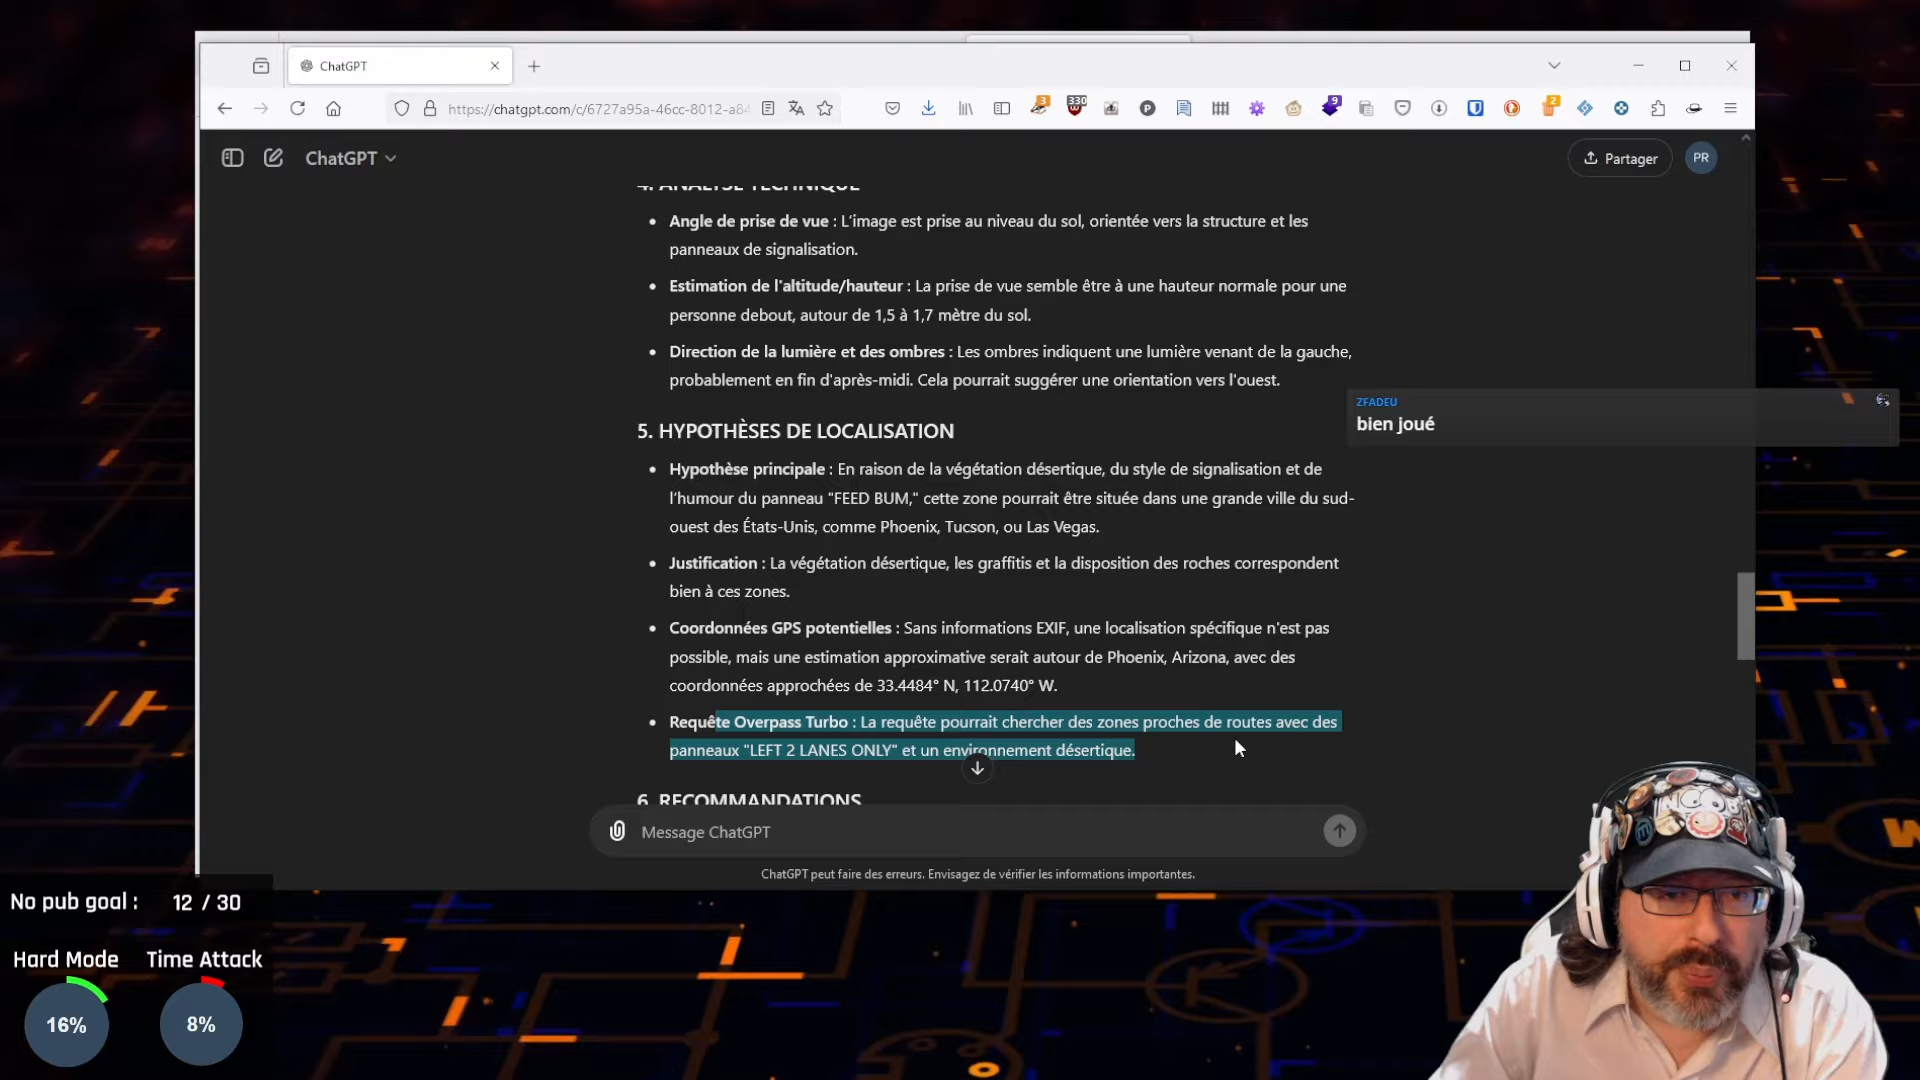 ChatGPT
https://chatgpt.com/c/6727a95a-46cc-8012-a84
3
330
P
9
2
ChatGPT
Partager
PR
4. ANALYSE TECHNIQUE
• Angle de prise de vue : L'image est prise au niveau du sol, orientée vers la structure et les
panneaux de signalisation.
• Estimation de l'altitude/hauteur : La prise de vue semble être à une hauteur normale pour une
personne debout, autour de 1,5 à 1,7 mètre du sol.
• Direction de la lumière et des ombres : Les ombres indiquent une lumière venant de la gauche,
probablement en fin d'après-midi. Cela pourrait suggérer une orientation vers l'ouest.
ZFADEU
bien joué
5. HYPOTHÈSES DE LOCALISATION
• Hypothèse principale : En raison de la végétation désertique, du style de signalisation et de
l'humour du panneau "FEED BUM," cette zone pourrait être située dans une grande ville du sud-
ouest des États-Unis, comme Phoenix, Tucson, ou Las Vegas.
• Justification : La végétation désertique, les graffitis et la disposition des roches correspondent
bien à ces zones.
• Coordonnées GPS potentielles : Sans informations EXIF, une localisation spécifique n'est pas
possible, mais une estimation approximative serait autour de Phoenix, Arizona, avec des
coordonnées approchées de 33.4484° N, 112.0740° W.
• Requête Overpass Turbo : La requête pourrait chercher des zones proches de routes avec des
panneaux "LEFT 2 LANES ONLY" et un environnement désertique.
6. RECOMMANDATIONS
Message ChatGPT
ChatGPT peut faire des erreurs. Envisagez de vérifier les informations importantes.
No pub goal : 12 / 30
Hard Mode Time Attack
16% 8%